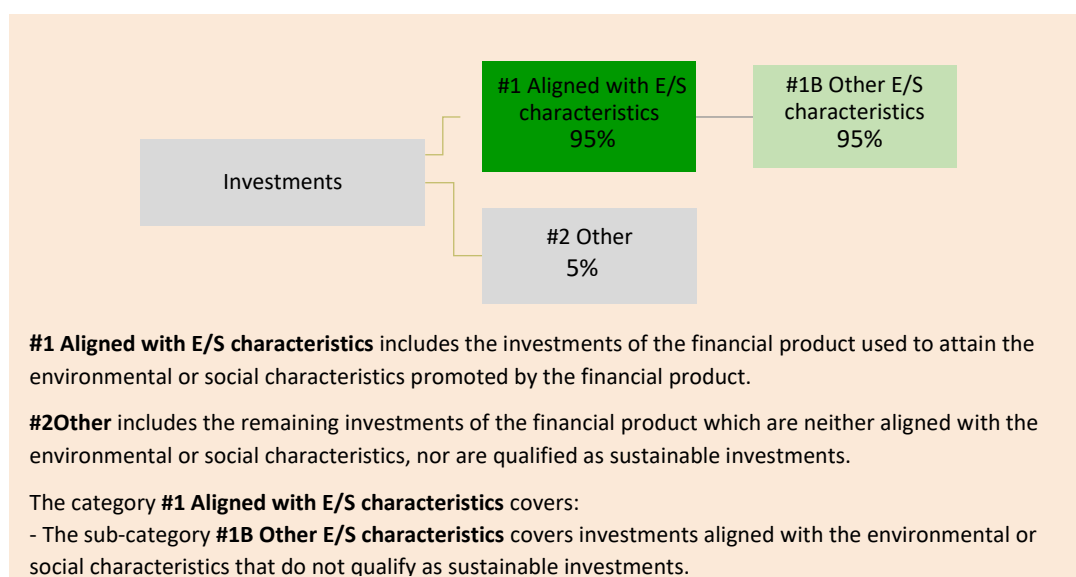 #1 Aligned with E/S
characteristics
95%
#1B Other E/S
characteristics
95%
Investments
#2 Other
5%
#1 Aligned with E/S characteristics includes the investments of the financial product used to attain the
environmental or social characteristics promoted by the financial product.
#2Other includes the remaining investments of the financial product which are neither aligned with the
environmental or social characteristics, nor are qualified as sustainable investments.
The category #1 Aligned with E/S characteristics covers:
- The sub-category #1B Other E/S characteristics covers investments aligned with the environmental or
social characteristics that do not qualify as sustainable investments.